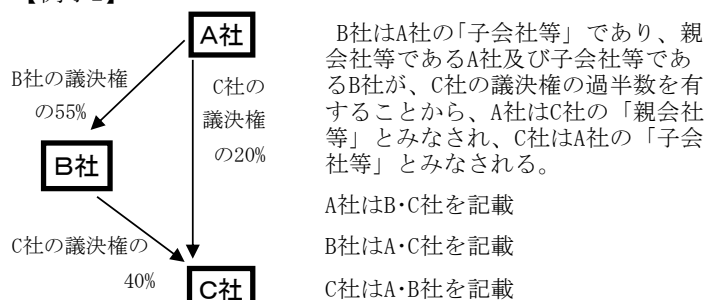 A社
B社の議決権
の55%
C社の
議決権
の20%
B社
C社の議決権の
40%
C社
B社はA社の｢子会社等」であり、親
会社等であるA社及び子会社等であ
るB社が、C社の議決権の過半数を有
することから、A社はC社の「親会社
等」とみなされ、C社はA社の「子会
社等」とみなされる。
A社はB･C社を記載
B社はA･C社を記載
C社はA･B社を記載